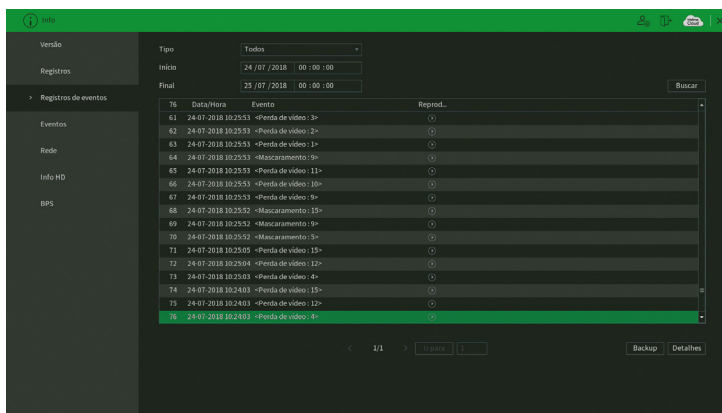 Info
Versão
Registros
> Registros de eventos
Eventos
Rede
Info HD
BPS
Tipo Todos
Início 24 /07 /2018 00 : 00 : 00
Final 25 /07 /2018 00 : 00 : 00
Buscar
76 Data/Hora Evento Reprod...
61 24-07-2018 10:25:53 <Perda de vídeo : 3>
62 24-07-2018 10:25:53 <Perda de vídeo : 2>
63 24-07-2018 10:25:53 <Perda de vídeo : 1>
64 24-07-2018 10:25:53 <Mascaramento : 9>
65 24-07-2018 10:25:53 <Perda de vídeo : 11>
66 24-07-2018 10:25:53 <Perda de vídeo : 10>
67 24-07-2018 10:25:53 <Perda de vídeo : 9>
68 24-07-2018 10:25:52 <Mascaramento : 15>
69 24-07-2018 10:25:52 <Mascaramento : 9>
70 24-07-2018 10:25:52 <Mascaramento : 5>
71 24-07-2018 10:25:05 <Perda de vídeo : 15>
72 24-07-2018 10:25:04 <Perda de vídeo : 12>
73 24-07-2018 10:25:03 <Perda de vídeo : 4>
74 24-07-2018 10:24:03 <Perda de vídeo : 15>
75 24-07-2018 10:24:03 <Perda de vídeo : 12>
76 24-07-2018 10:24:03 <Perda de vídeo : 4>
< 1/1 > Ir para 1
Backup Detalhes